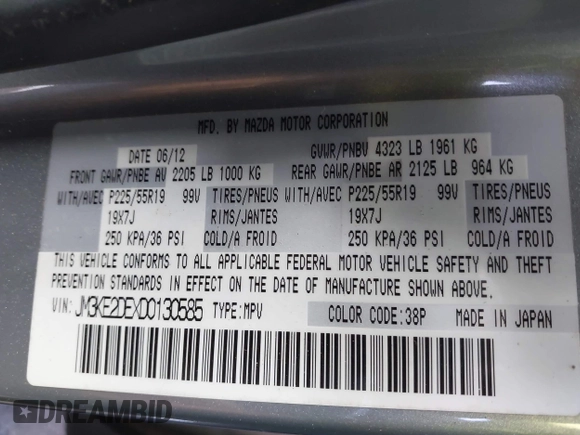 MFD. BY MAZDA MOTOR CORPORATION
DATE 06/12 GVWR/PNBV 4323 LB 1961 KG
FRONT GAWR/PNBE AV 2205 LB 1000 KG REAR GAWR/PNBE AR 2125 LB 964 KG
WITH/AVEC P225/55R19 99V TIRES/PNEUS WITH/AVEC P225/55R19 99V TIRES/PNEUS
19X7J RIMS/JANTES 19X7J RIMS/JANTES
250 KPA/36 PSI COLD/A FROID 250 KPA/36 PSI COLD/A FROID
THIS VEHICLE CONFORMS TO ALL APPLICABLE FEDERAL MOTOR VEHICLE SAFETY AND THEFT
PREVENTION STANDARDS IN EFFECT ON THE DATE OF MANUFACTURE SHOWN ABOVE.
VIN: JM3KE2DEXD0130585 TYPE:MPV COLOR CODE:38P MADE IN JAPAN
DREAMBID